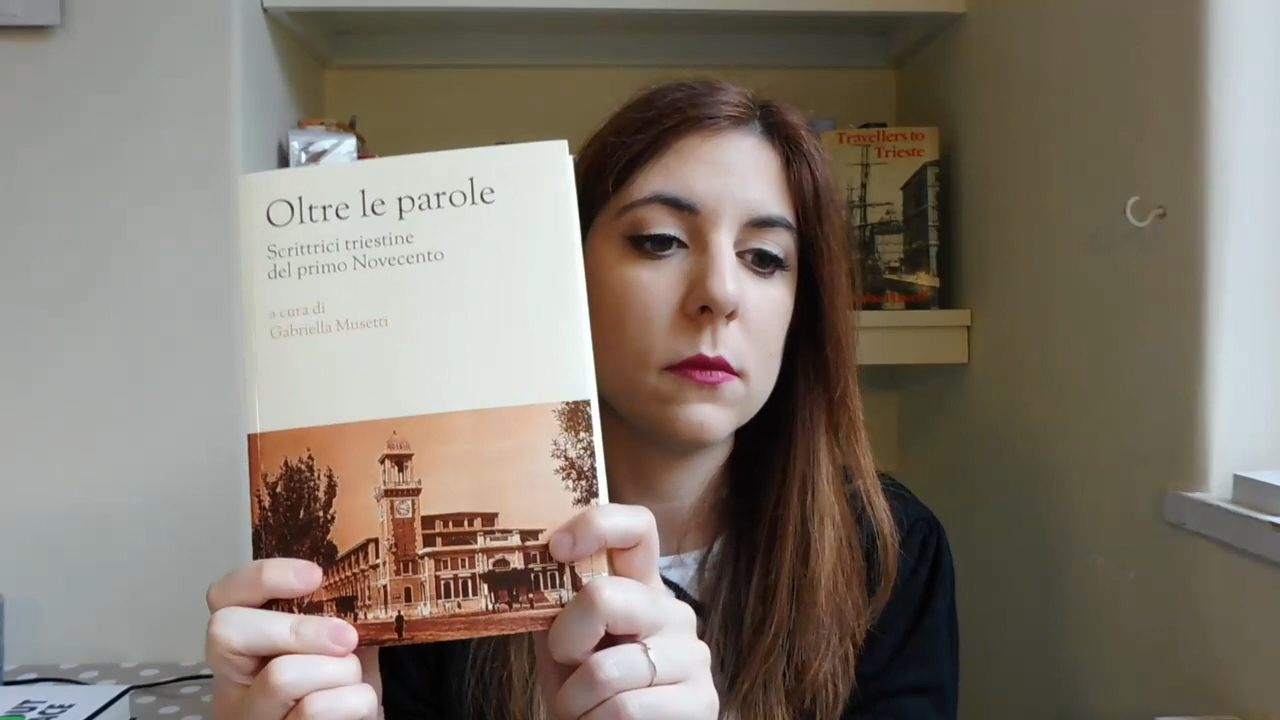 Oltre le parole
Scrittrici triestine
del primo Novecento
a cura di
Gabriella Musetti
Travellers to
Trieste